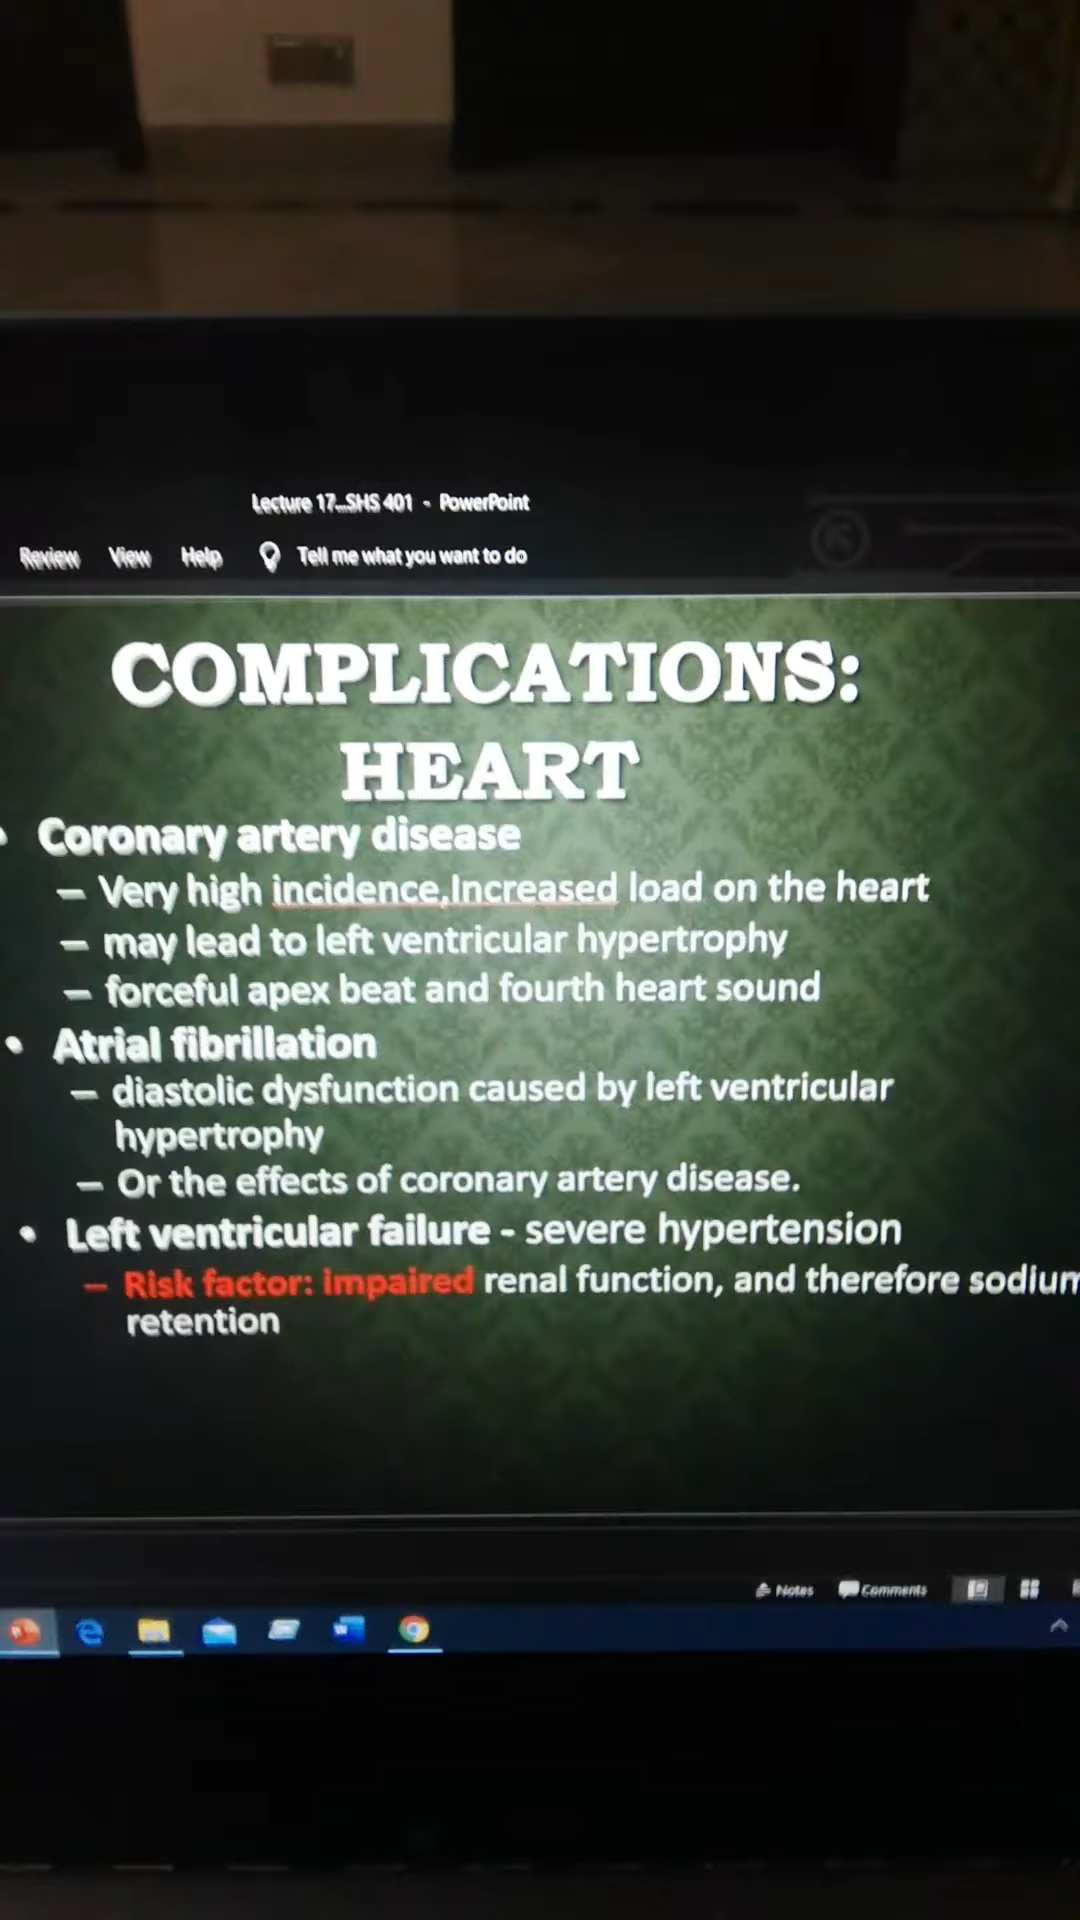 Lecture 17...SHS 401 - PowerPoint
Review View Help Tell me what you want to do
COMPLICATIONS:
HEART
• Coronary artery disease
– Very high incidence,Increased load on the heart
– may lead to left ventricular hypertrophy
– forceful apex beat and fourth heart sound
• Atrial fibrillation
– diastolic dysfunction caused by left ventricular
hypertrophy
– Or the effects of coronary artery disease.
• Left ventricular failure - severe hypertension
– Risk factor: impaired renal function, and therefore sodium
retention
Notes Comments